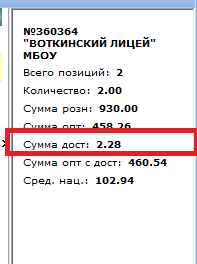 №360364
"ВОТКИНСКИЙ ЛИЦЕЙ"
МБОУ
Всего позиций: 2
Количество: 2.00
Сумма розн: 930.00
Сумма опт: 458.26
Сумма дост: 2.28
Сумма опт с дост: 460.54
Сред. нац.: 102.94